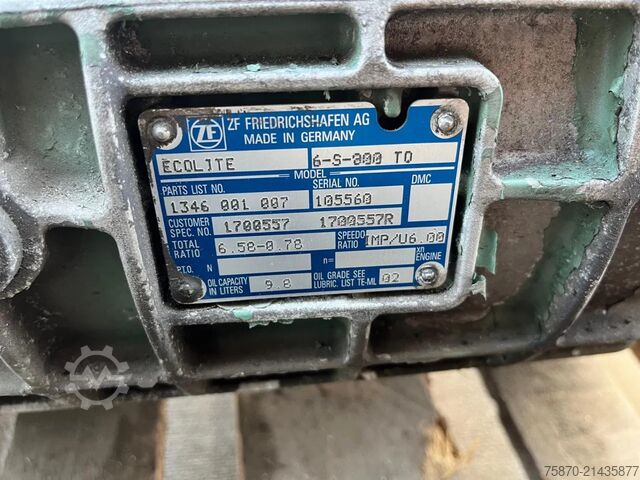 ZF ZF FRIEDRICHSHAFEN AG
MADE IN GERMANY
ECOLITE 6-S-800 TO
MODEL
PARTS LIST NO. SERIAL NO. DMC
1346 001 007 105560
CUSTOMER SPEC. NO. 1700557 1700557R
TOTAL RATIO 6.58-0.78 SPEEDO RATIO IMP/U6.00
PTO. N n= xn ENGINE
OIL CAPACITY IN LITERS 9.8 OIL GRADE SEE LUBRIC. LIST TE-ML 02
75870-21435877